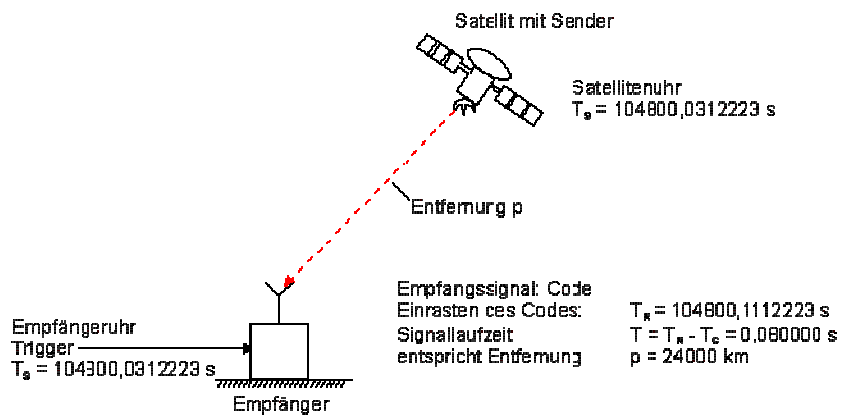 Satellit mit Sender
Satellitenuhr
Tₛ = 104800,0312223 s
Entfernung p
Empfangssignal: Code
Einrasten des Codes: Tᴿ = 104800,1112223 s
Signallaufzeit T = Tᴿ - Tₛ = 0,080000 s
entspricht Entfernung p = 24000 km
Empfängeruhr
Trigger
Tₛ = 104800,0312223 s
Empfänger